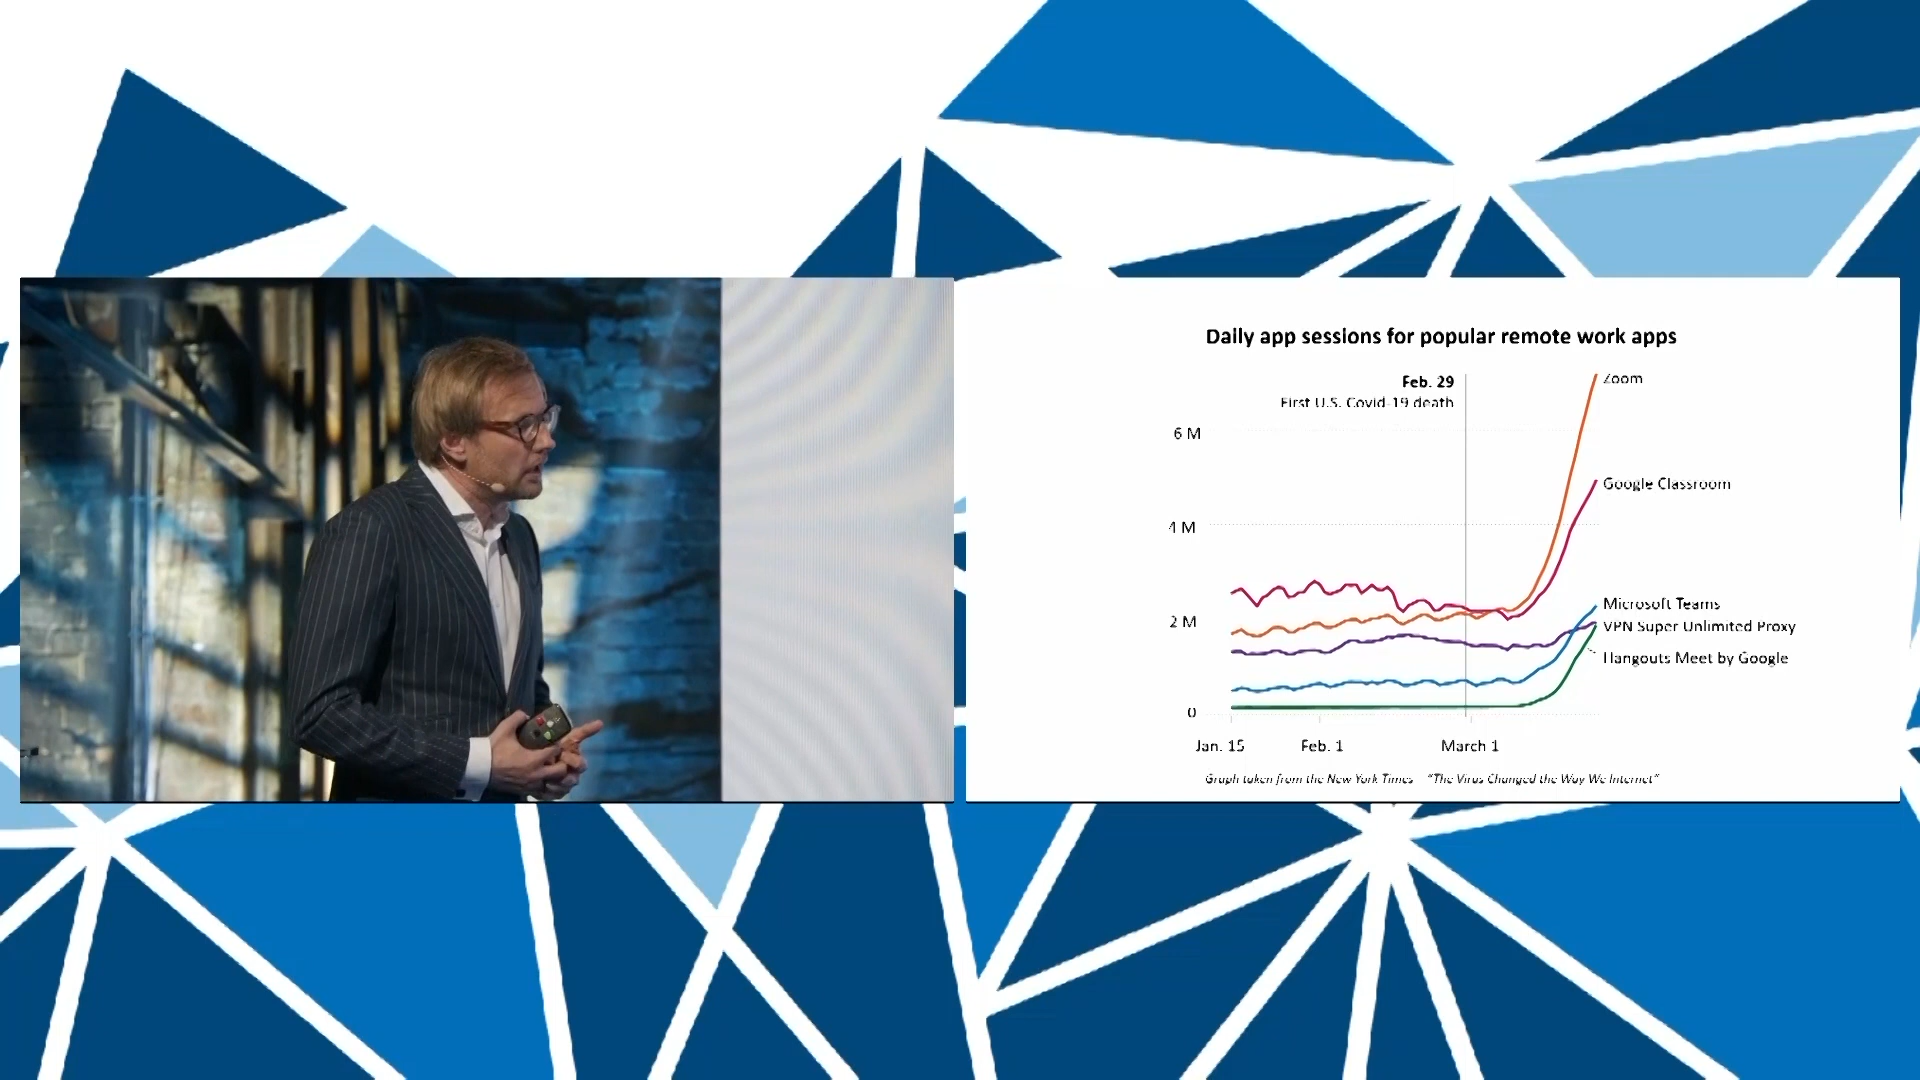 Daily app sessions for popular remote work apps
Feb. 29
First U.S. Covid-19 death
Zoom
6 M
Google Classroom
4 M
Microsoft Teams
2 M
VPN Super Unlimited Proxy
Hangouts Meet by Google
0
Jan. 15
Feb. 1
March 1
Graph taken from the New York Times "The Virus Changed the Way We Internet"